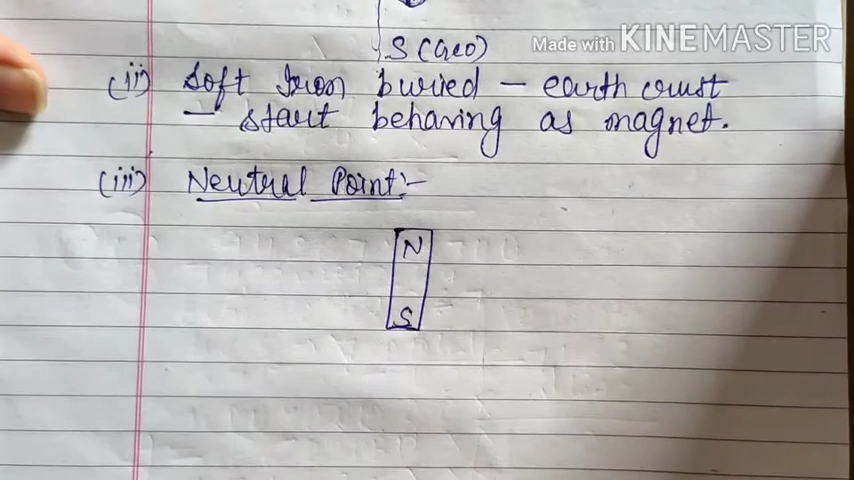 S (Geo)
Made with KINEMASTER
(ii) Soft Iron buried - earth crust
- start behaving as magnet.
(iii) Neutral Point:-
N
S